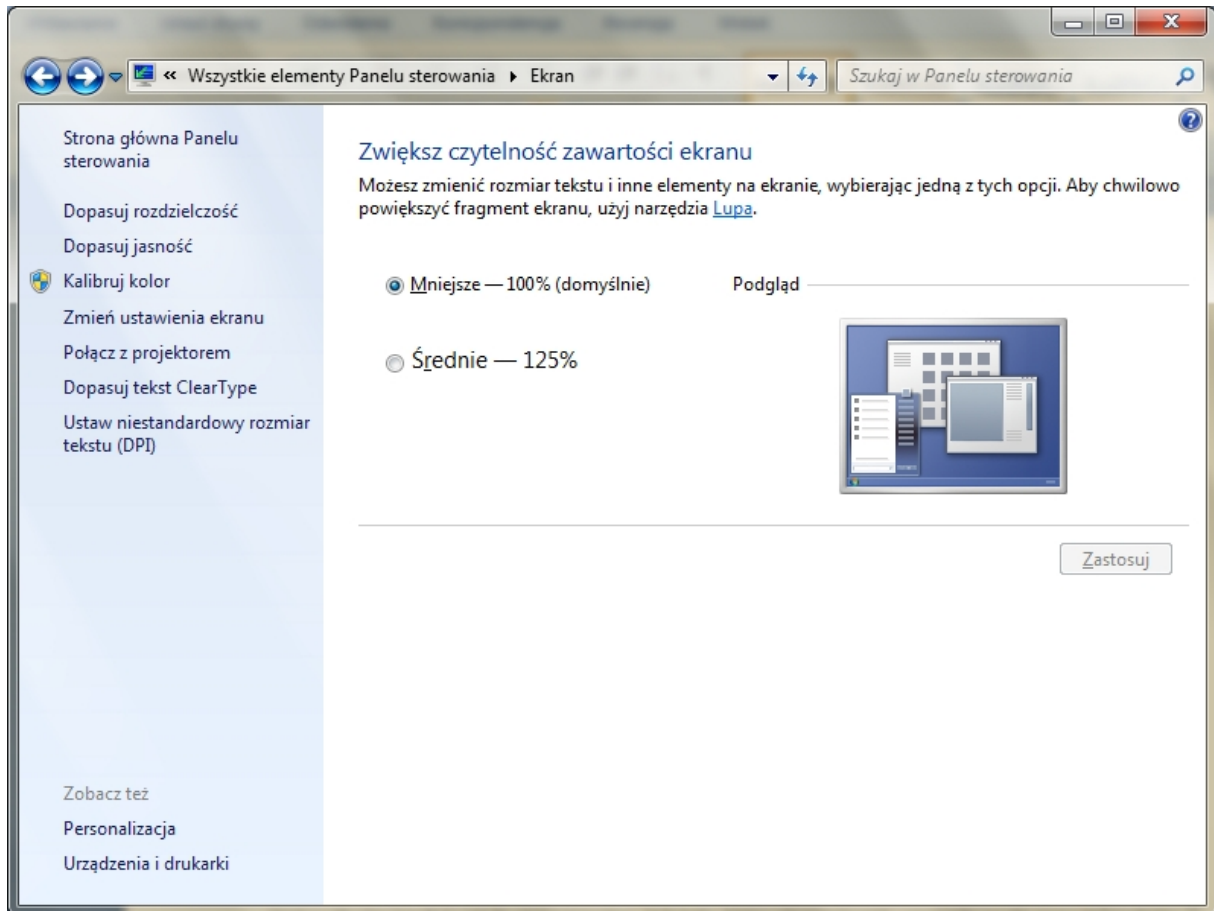 « Wszystkie elementy Panelu sterowania ▸ Ekran
Szukaj w Panelu sterowania
Strona główna Panelu
sterowania
Dopasuj rozdzielczość
Dopasuj jasność
Kalibruj kolor
Zmień ustawienia ekranu
Połącz z projektorem
Dopasuj tekst ClearType
Ustaw niestandardowy rozmiar
tekstu (DPI)
Zobacz też
Personalizacja
Urządzenia i drukarki
Zwiększ czytelność zawartości ekranu
Możesz zmienić rozmiar tekstu i inne elementy na ekranie, wybierając jedną z tych opcji. Aby chwilowo
powiększyć fragment ekranu, użyj narzędzia Lupa.
Mniejsze — 100% (domyślnie)
Podgląd
Średnie — 125%
Zastosuj